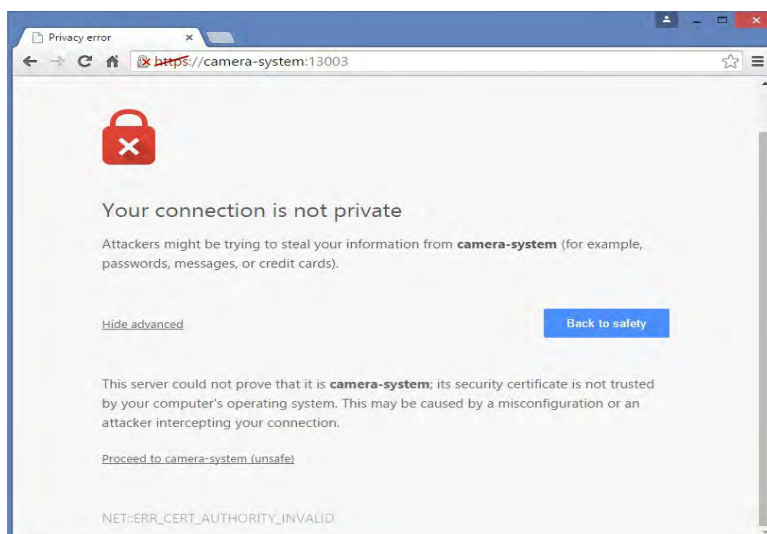 Privacy error
https://camera-system:13003
Your connection is not private
Attackers might be trying to steal your information from camera-system (for example,
passwords, messages, or credit cards).
Hide advanced
Back to safety
This server could not prove that it is camera-system; its security certificate is not trusted
by your computer's operating system. This may be caused by a misconfiguration or an
attacker intercepting your connection.
Proceed to camera-system (unsafe)
NET::ERR_CERT_AUTHORITY_INVALID